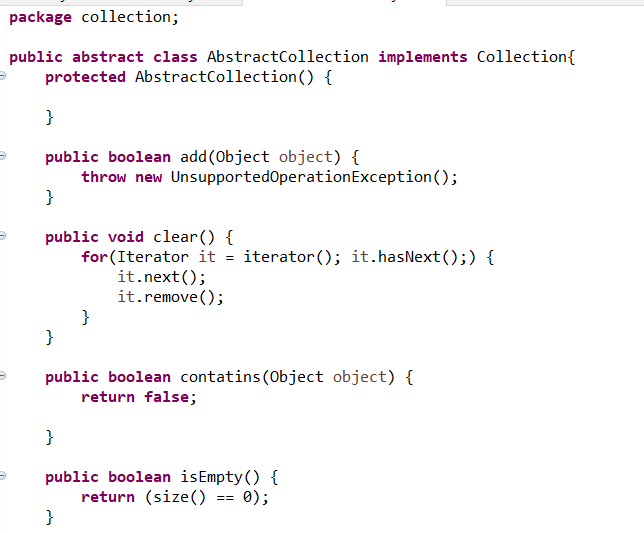 package collection;
public abstract class AbstractCollection implements Collection{
protected AbstractCollection() {
}
public boolean add(Object object) {
throw new UnsupportedOperationException();
}
public void clear() {
for(Iterator it = iterator(); it.hasNext();) {
it.next();
it.remove();
}
}
public boolean contatins(Object object) {
return false;
}
public boolean isEmpty() {
return (size() == 0);
}